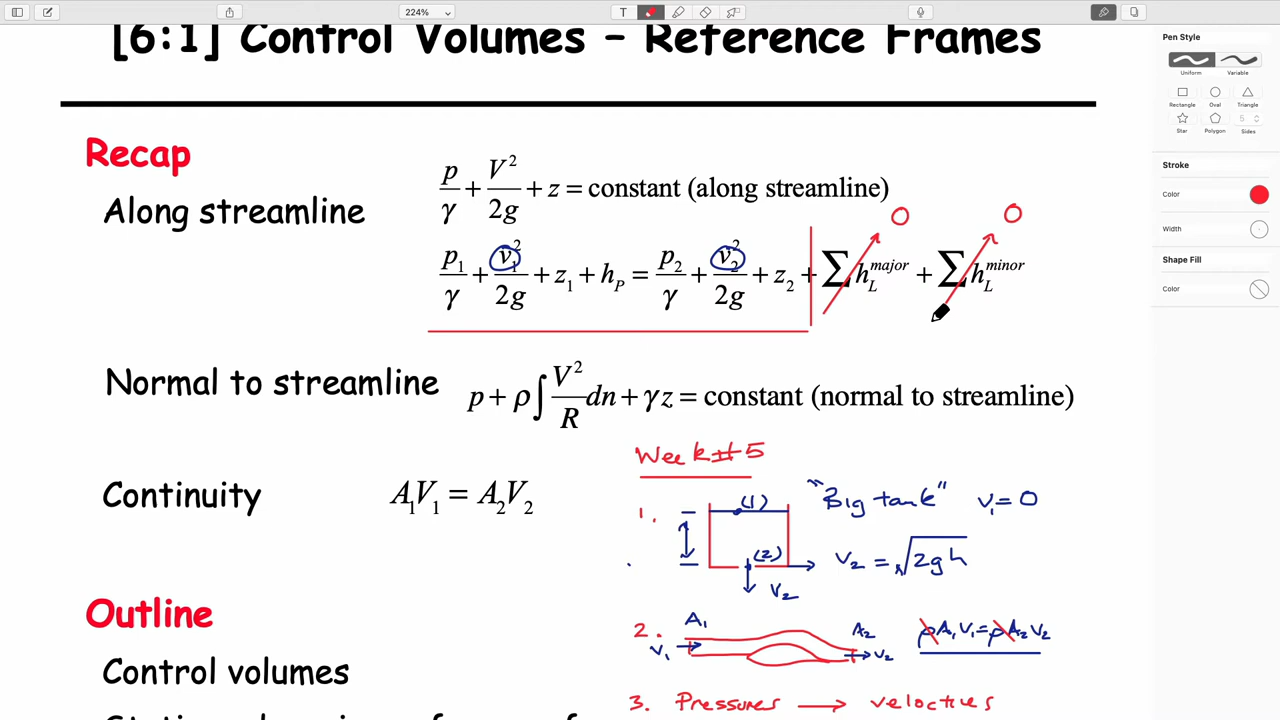 224%
T
[6:1] Control Volumes – Reference Frames
Pen Style
Uniform Variable
Rectangle Oval Triangle
Star Polygon 5 Sides
Stroke
Color
Width
Shape Fill
Color
Recap
Along streamline
p/γ + V²/2g + z = constant (along streamline)
0 0
p₁/γ + v₁²/2g + z₁ + h_P = p₂/γ + v₂²/2g + z₂ + ∑ h_L^major + ∑ h_L^minor
Normal to streamline
p + ρ∫ V²/R dn + γz = constant (normal to streamline)
Week#5
Continuity
A₁V₁ = A₂V₂
1. (1) "Big tank" V₁=0
(2) V₂ = √2gh
V₂
Outline
2. A₁ V₁ A₂ V₂ ρA₁V₁=ρA₂V₂
Control volumes
3. Pressures → velocties